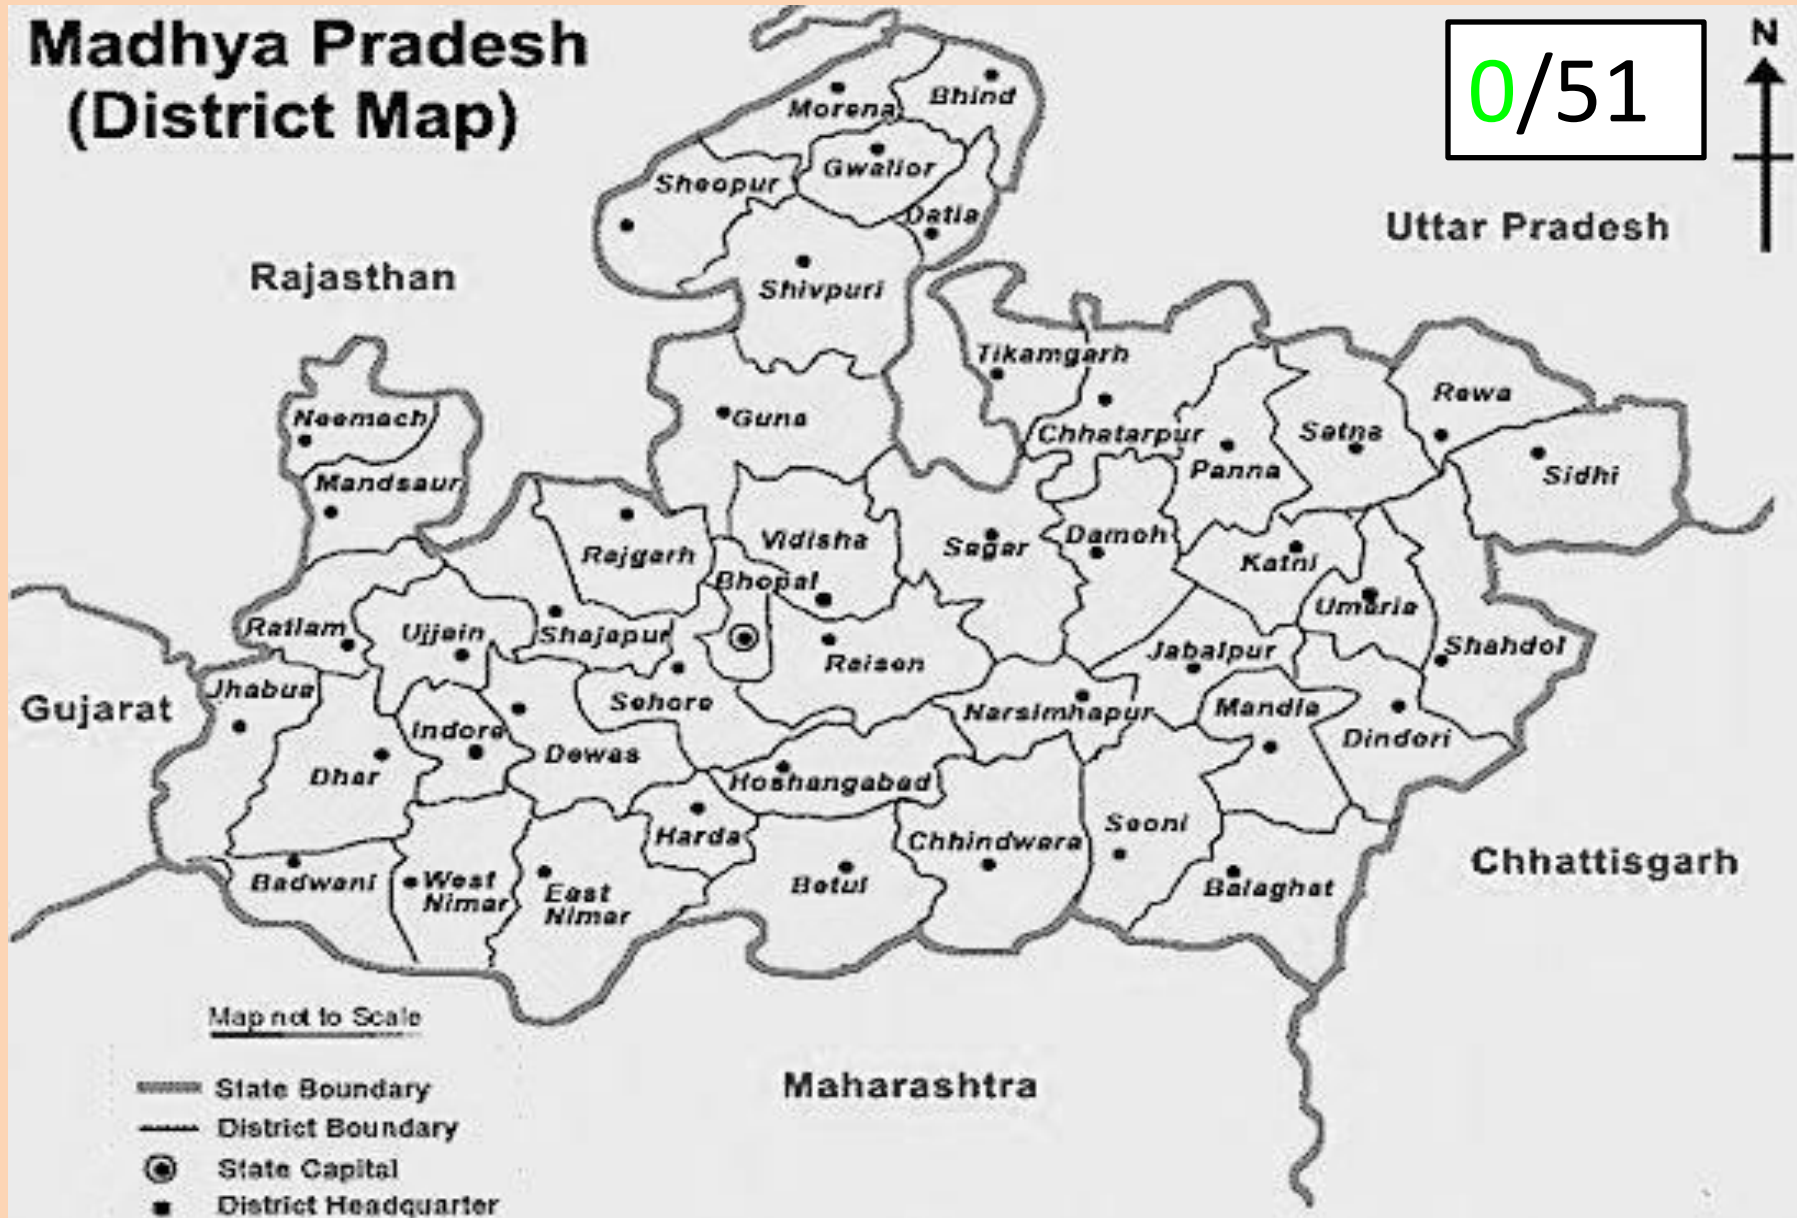 Madhya Pradesh
(District Map)
0/51
N
Morena
Bhind
Gwalior
Sheopur
Datia
Uttar Pradesh
Rajasthan
Shivpuri
Tikamgarh
Rewa
Neemach
Guna
Chhatarpur
Satna
Panna
Sidhi
Mandsaur
Vidisha
Sagar
Damoh
Rajgarh
Katni
Bhopal
Umaria
Ratlam
Ujjain
Shajapur
Raisen
Jabalpur
Shahdol
Jhabua
Gujarat
Sehore
Narsimhapur
Mandla
Indore
Dewas
Dindori
Dhar
Hoshangabad
Harda
Chhindwara
Seoni
Chhattisgarh
Badwani
West
Nimar
East
Nimar
Betul
Balaghat
Map not to Scale
Maharashtra
State Boundary
District Boundary
State Capital
District Headquarter